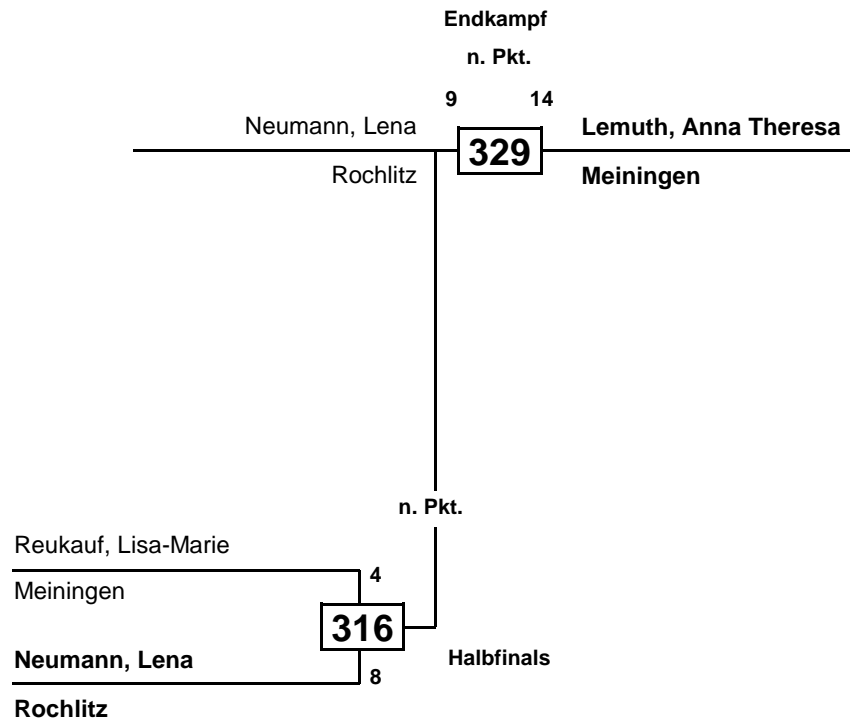 Endkampf
n. Pkt.
9 14
Neumann, Lena
329
Lemuth, Anna Theresa
Rochlitz
Meiningen
n. Pkt.
Reukauf, Lisa-Marie
4
Meiningen
316
Neumann, Lena
Halbfinals
8
Rochlitz